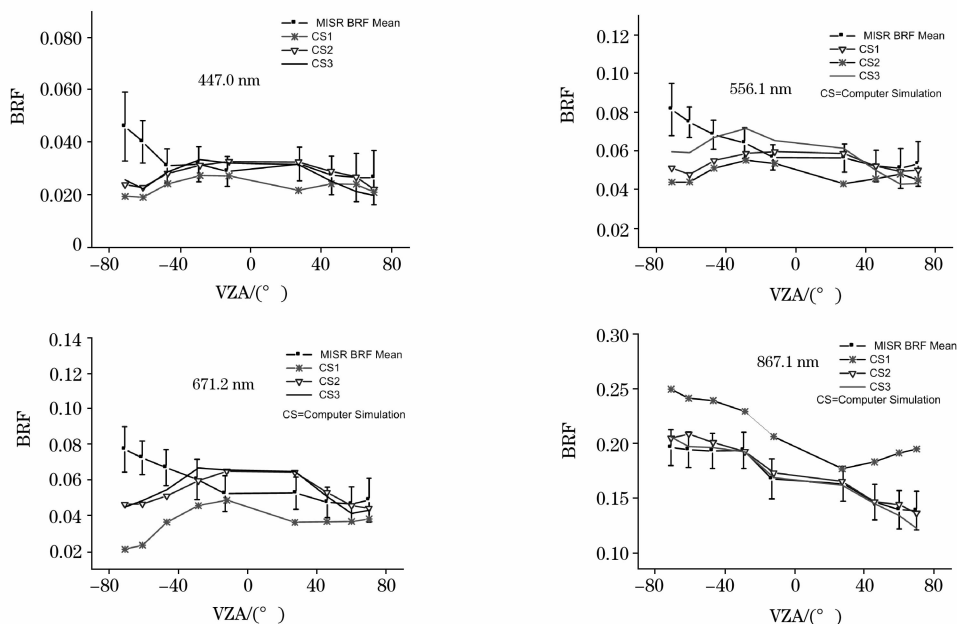 MISR BRF Mean
CS1
CS2
CS3
447.0 nm
BRF
0.080
0.060
0.040
0.020
0
−80
−40
0
40
80
VZA/(° )
MISR BRF Mean
CS1
CS2
CS3
CS=Computer Simulation
556.1 nm
BRF
0.12
0.10
0.08
0.06
0.04
0.02
−80
−40
0
40
80
VZA/(° )
MISR BRF Mean
CS1
CS2
CS3
CS=Computer Simulation
671.2 nm
BRF
0.14
0.12
0.10
0.08
0.06
0.04
0.02
−80
−40
0
40
80
VZA/(° )
MISR BRF Mean
CS1
CS2
CS3
CS=Computer Simulation
867.1 nm
BRF
0.30
0.25
0.20
0.15
0.10
−80
−40
0
40
80
VZA/(° )